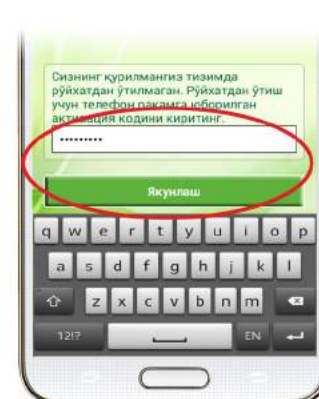 Сизнинг қурилмангиз тизимда
рўйхатдан ўтилмаган. Рўйхатдан ўтиш
учун телефон рақамга юборилган
активация кодини киритинг.
•••••••••
Якунлаш
q w e r t y u i o p
a s d f g h j k l
z x c v b n m
12!? EN